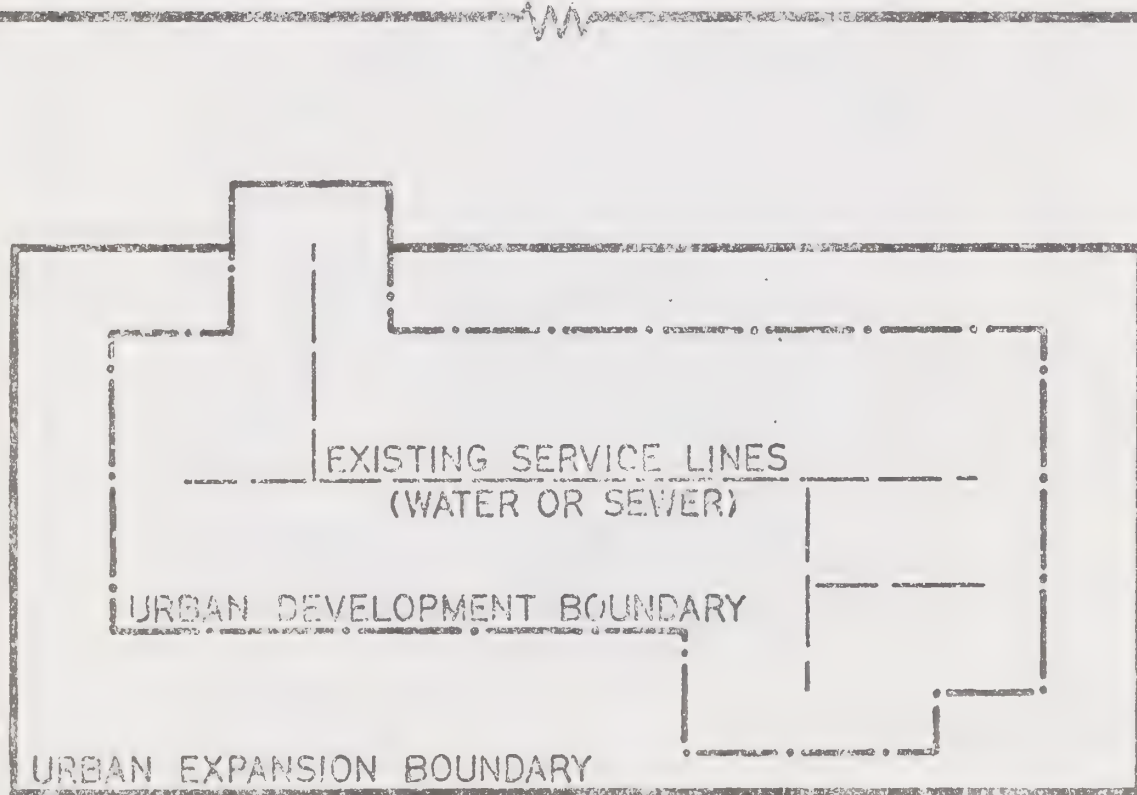 EXISTING SERVICE LINES
(WATER OR SEWER)
URBAN DEVELOPMENT BOUNDARY
URBAN EXPANSION BOUNDARY